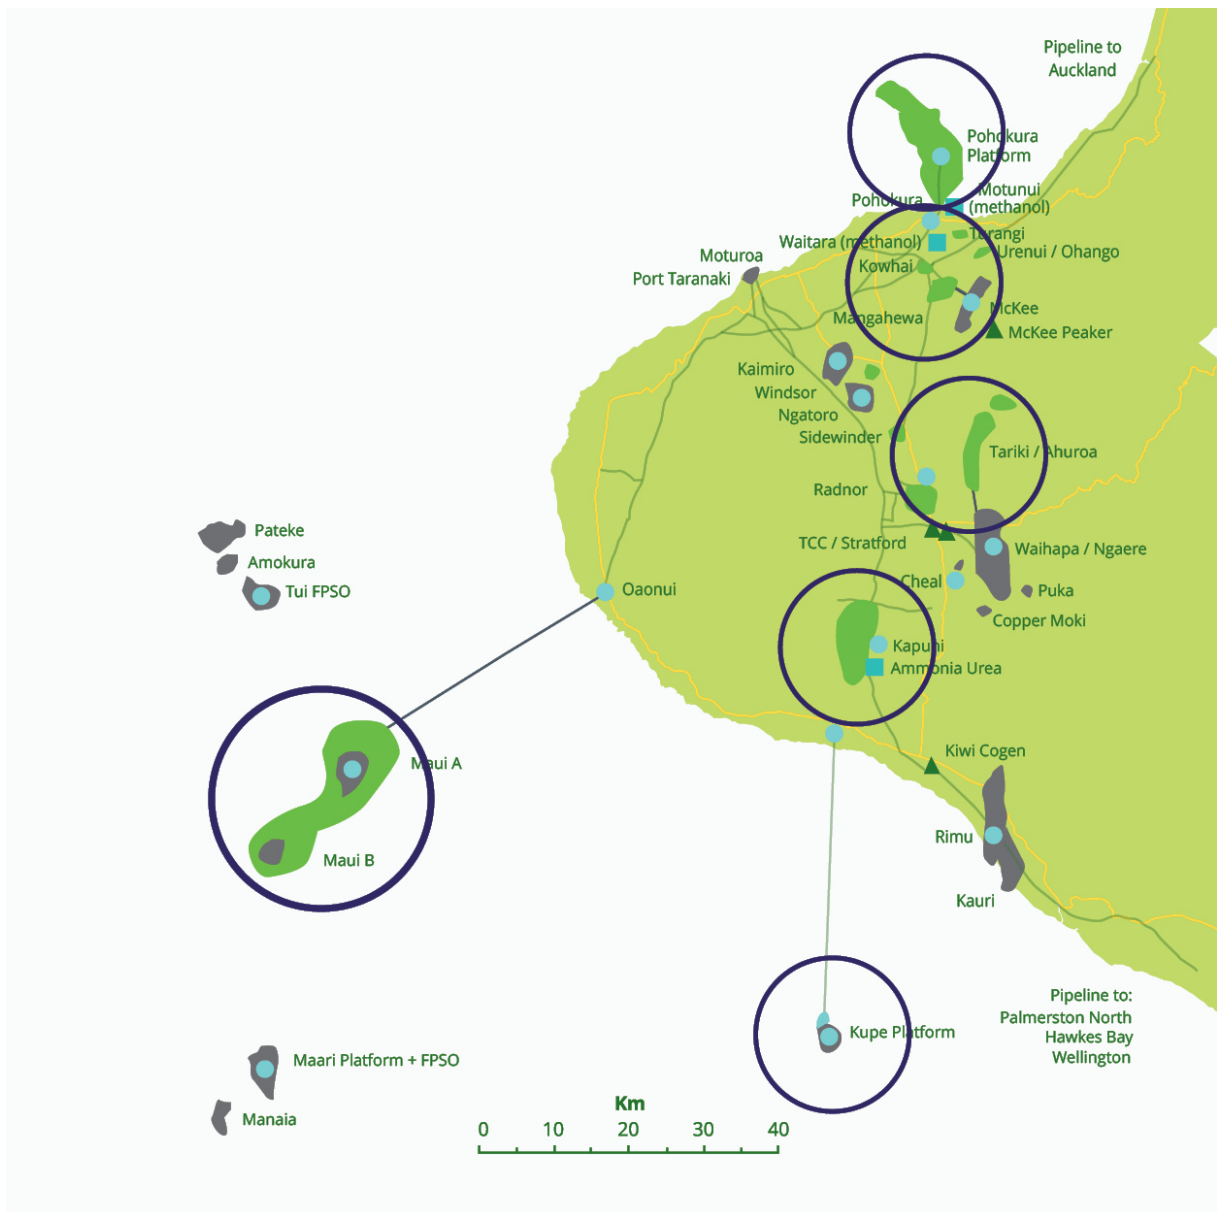 Pipeline to
Auckland
Pohokura
Platform
Motunui
(methanol)
Pohokura
Turangi
Waitara (methanol)
Urenui / Ohango
Moturoa
Kowhai
Port Taranaki
McKee
Mangahewa
McKee Peaker
Kaimiro
Windsor
Ngatoro
Sidewinder
Tariki / Ahuroa
Radnor
Pateke
TCC / Stratford
Waihapa / Ngaere
Amokura
Cheal
Tui FPSO
Oaonui
Puka
Copper Moki
Kapuni
Ammonia Urea
Kiwi Cogen
Maui A
Rimu
Maui B
Kauri
Pipeline to:
Palmerston North
Hawkes Bay
Wellington
Kupe Platform
Maari Platform + FPSO
Manaia
Km
0 10 20 30 40